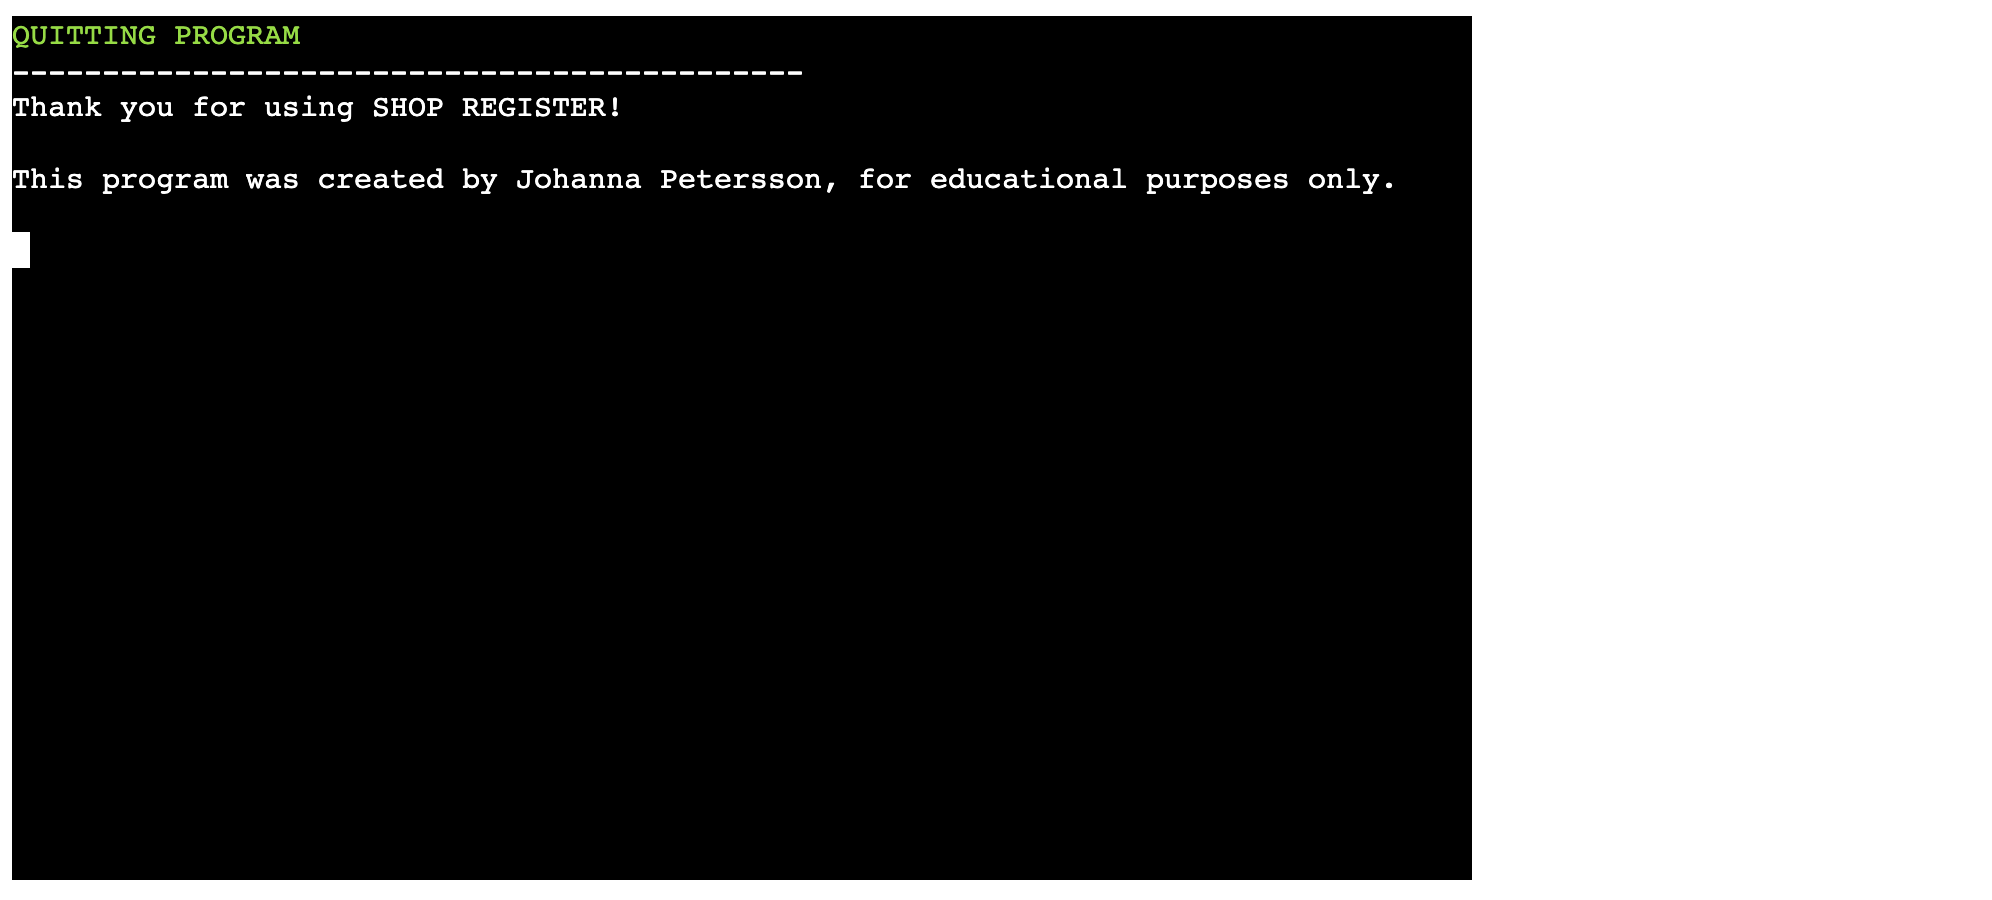 QUITTING PROGRAM
--------------------------------------------
Thank you for using SHOP REGISTER!
This program was created by Johanna Petersson, for educational purposes only.